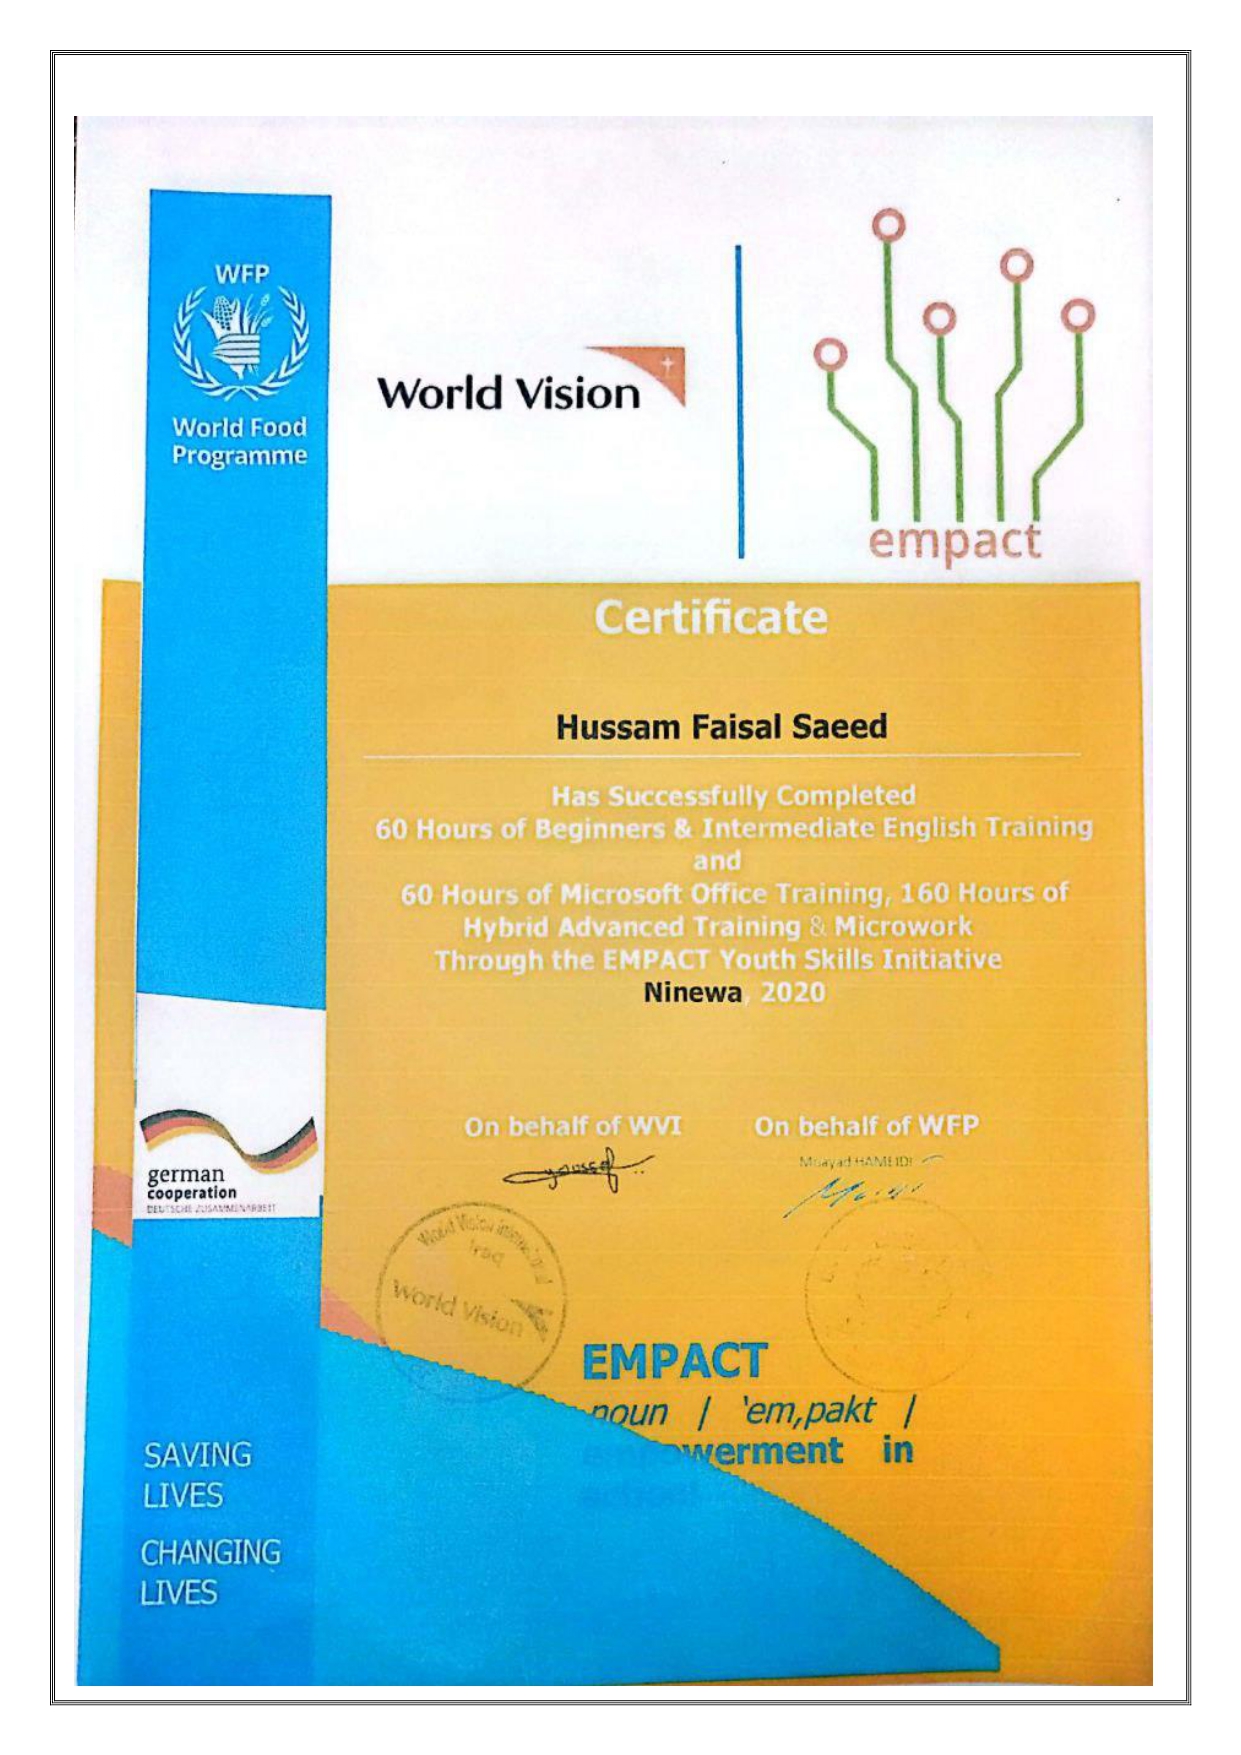 WFP
World Food
Programme
World Vision
empact
Certificate
Hussam Faisal Saeed
Has Successfully Completed
60 Hours of Beginners & Intermediate English Training
and
60 Hours of Microsoft Office Training, 160 Hours of
Hybrid Advanced Training & Microwork
Through the EMPACT Youth Skills Initiative
Ninewa, 2020
On behalf of WVI
On behalf of WFP
Muayad HAMEIDI
german
cooperation
DEUTSCHE ZUSAMMENARBEIT
World Vision International
Iraq
World Vision
EMPACT
noun / 'em,pakt /
in
SAVING
LIVES
CHANGING
LIVES